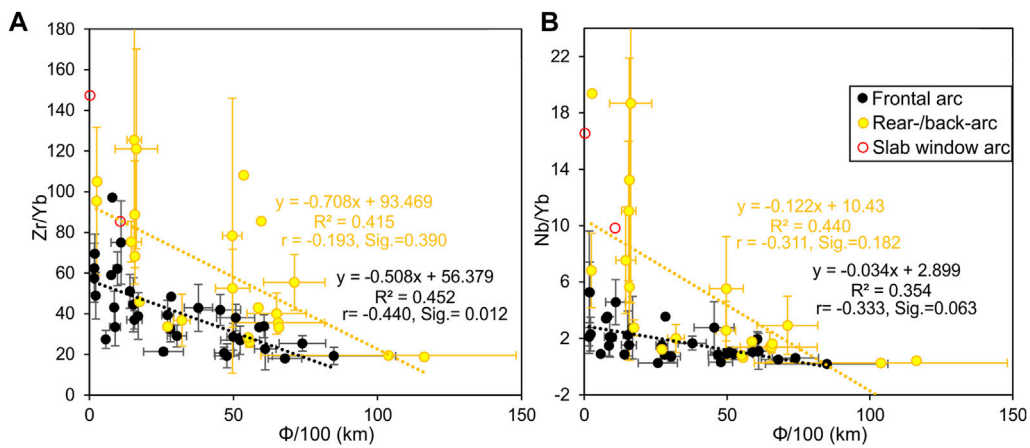 A
B
180
160
140
120
100
80
60
40
20
0
Zr/Yb
0
50
100
150
Φ/100 (km)
y = -0.708x + 93.469
R² = 0.415
r = -0.193, Sig.=0.390
y = -0.508x + 56.379
R² = 0.452
r= -0.440, Sig.= 0.012
22
18
14
10
6
2
-2
Nb/Yb
0
50
100
150
Φ/100 (km)
Frontal arc
Rear-/back-arc
Slab window arc
y = -0.122x + 10.43
R² = 0.440
r = -0.311, Sig.=0.182
y = -0.034x + 2.899
R² = 0.354
r= -0.333, Sig.=0.063